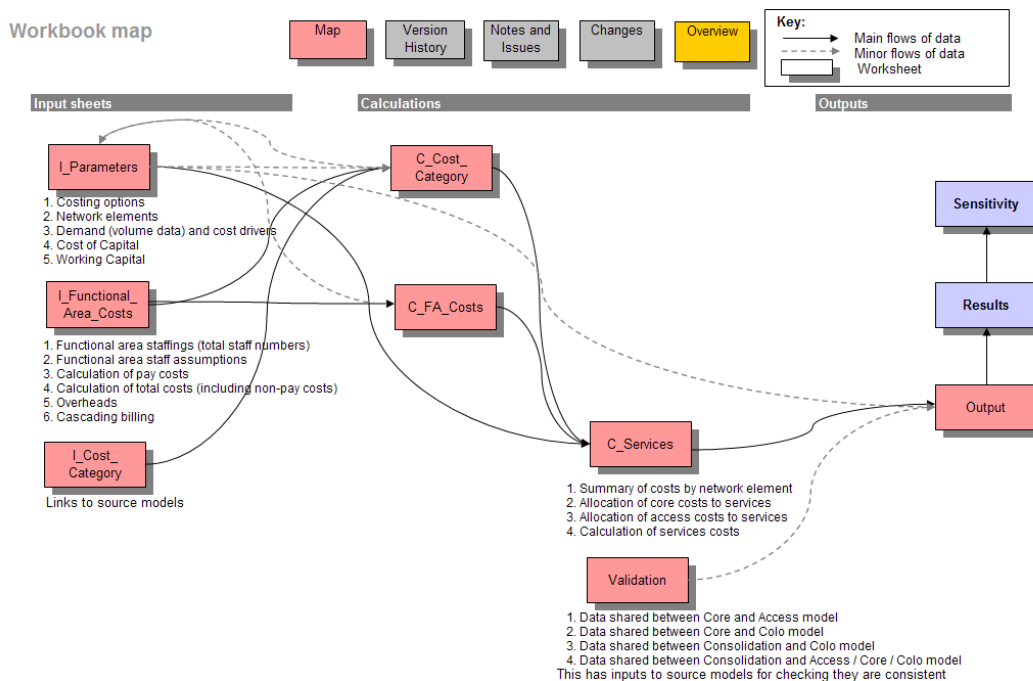 Workbook map
Map
Version
History
Notes and
Issues
Changes
Overview
Key:
Main flows of data
Minor flows of data
Worksheet
Input sheets
Calculations
Outputs
I_Parameters
1. Costing options
2. Network elements
3. Demand (volume data) and cost drivers
4. Cost of Capital
5. Working Capital
I_Functional_
Area_Costs
1. Functional area staffings (total staff numbers)
2. Functional area staff assumptions
3. Calculation of pay costs
4. Calculation of total costs (including non-pay costs)
5. Overheads
6. Cascading billing
I_Cost_
Category
Links to source models
C_Cost_
Category
C_FA_Costs
C_Services
1. Summary of costs by network element
2. Allocation of core costs to services
3. Allocation of access costs to services
4. Calculation of services costs
Validation
1. Data shared between Core and Access model
2. Data shared between Core and Colo model
3. Data shared between Consolidation and Colo model
4. Data shared between Consolidation and Access / Core / Colo model
This has inputs to source models for checking they are consistent
Sensitivity
Results
Output